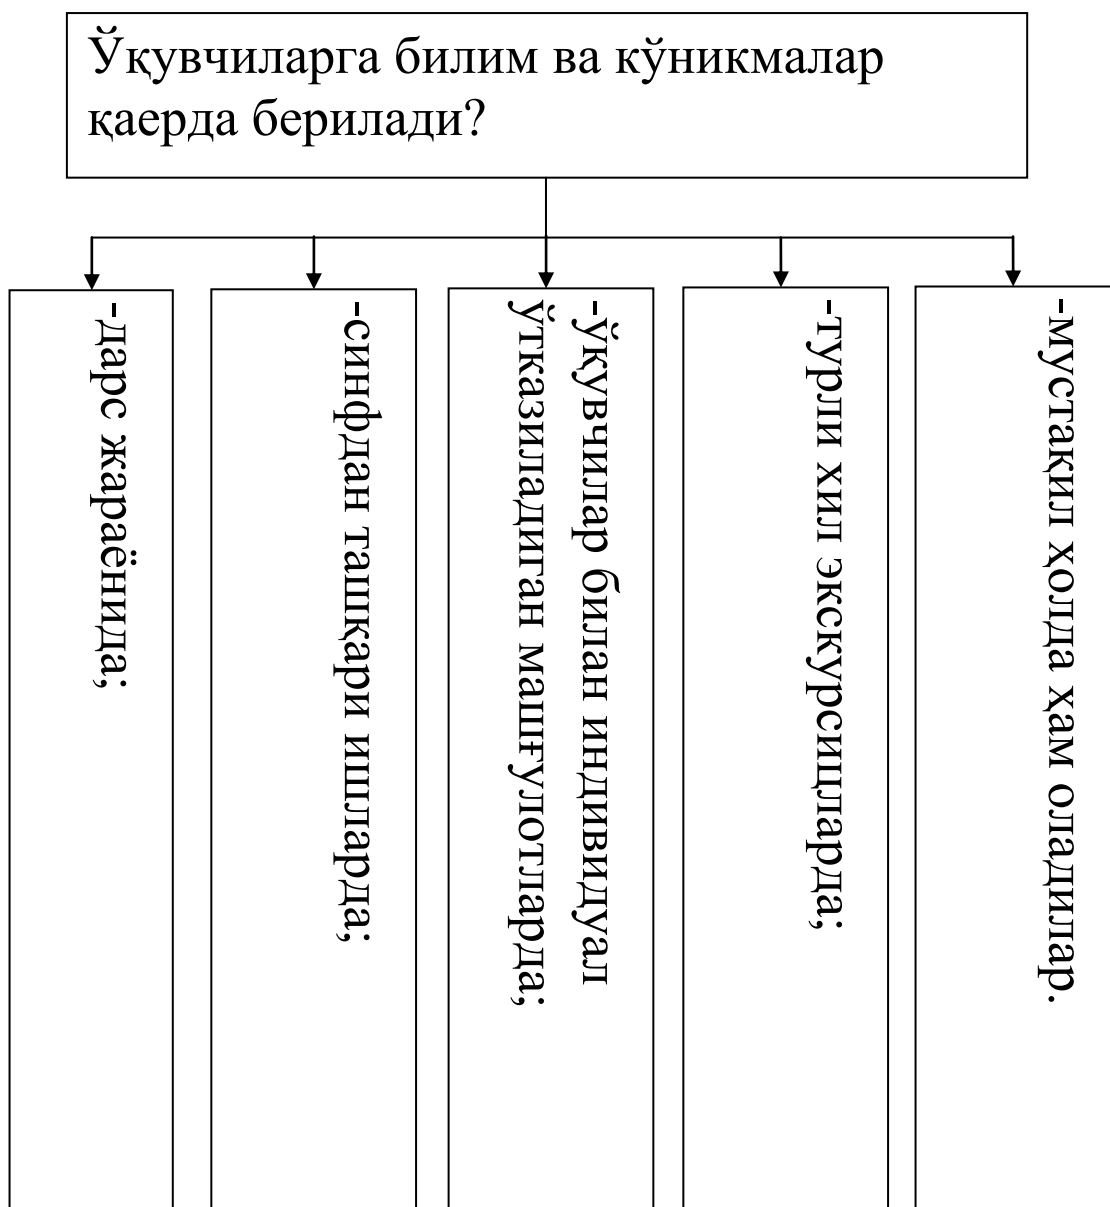 Ўқувчиларга билим ва кўникмалар
қаерда берилади?
-дарс жараёнида;
-синфдан ташқари ишларда;
-ўқувчилар билан индивидуал
ўтказиладиган машғулотларда;
-турли хил экскурсицларда;
-мустақил ҳолда ҳам оладилар.